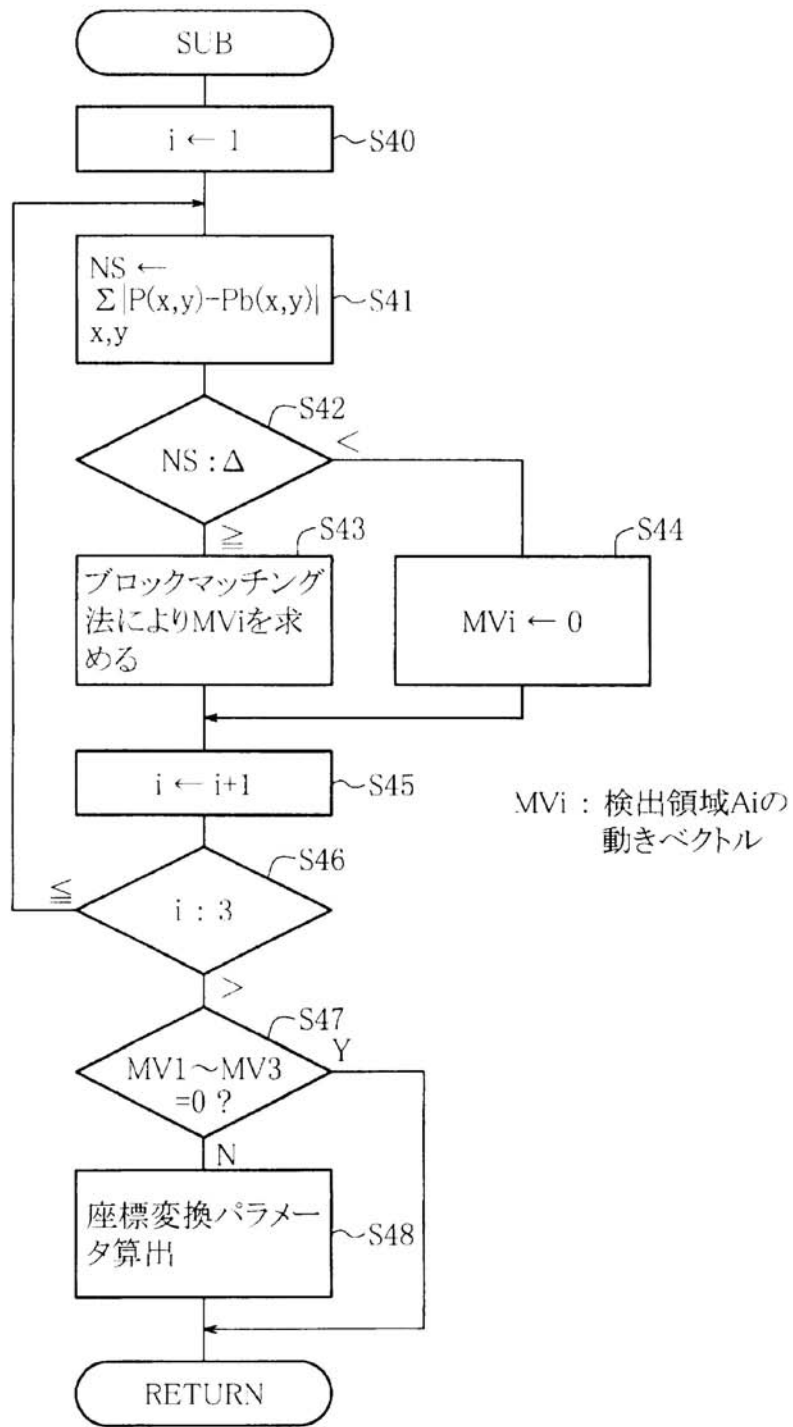 SUB
i ← 1
S40
NS ←
Σ|P(x,y)-Pb(x,y)|
x,y
S41
S42
<
NS : Δ
≧
S43
S44
ブロックマッチング
法によりMViを求
める
MVi ← 0
i ← i+1
S45
MVi : 検出領域Aiの
動きベクトル
S46
≦
i : 3
>
S47
Y
MV1～MV3
=0 ?
N
座標変換パラメー
タ算出
S48
RETURN